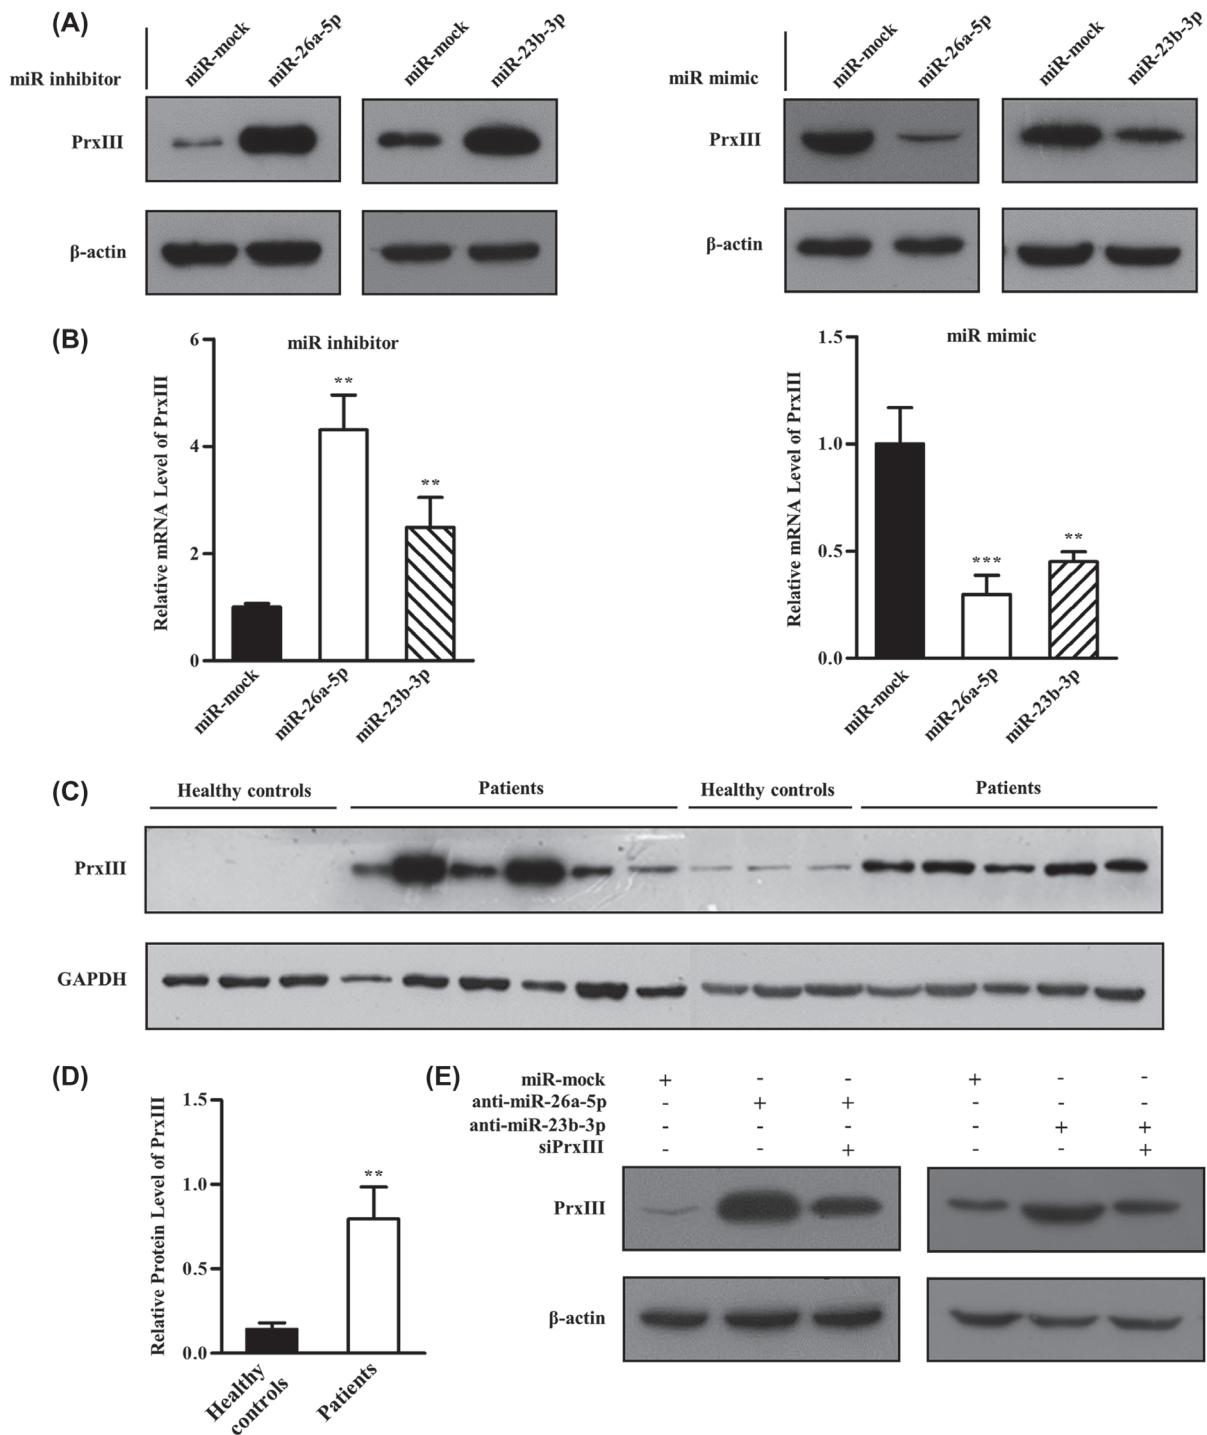 (A)
miR inhibitor
miR-mock
miR-26a-5p
miR-mock
miR-23b-3p
PrxIII
β-actin
miR mimic
miR-mock
miR-26a-5p
miR-mock
miR-23b-3p
PrxIII
β-actin
(B)
miR inhibitor
Relative mRNA Level of PrxIII
6
4
2
0
**
**
miR-mock
miR-26a-5p
miR-23b-3p
miR mimic
Relative mRNA Level of PrxIII
1.5
1.0
0.5
0.0
***
**
miR-mock
miR-26a-5p
miR-23b-3p
(C)
Healthy controls Patients Healthy controls Patients
PrxIII
GAPDH
(D)
Relative Protein Level of PrxIII
1.5
1.0
0.5
0.0
**
Healthy
controls
Patients
(E)
miR-mock + - - + - -
anti-miR-26a-5p - + + - - -
anti-miR-23b-3p - - - - + +
siPrxIII - - + - - +
PrxIII
β-actin